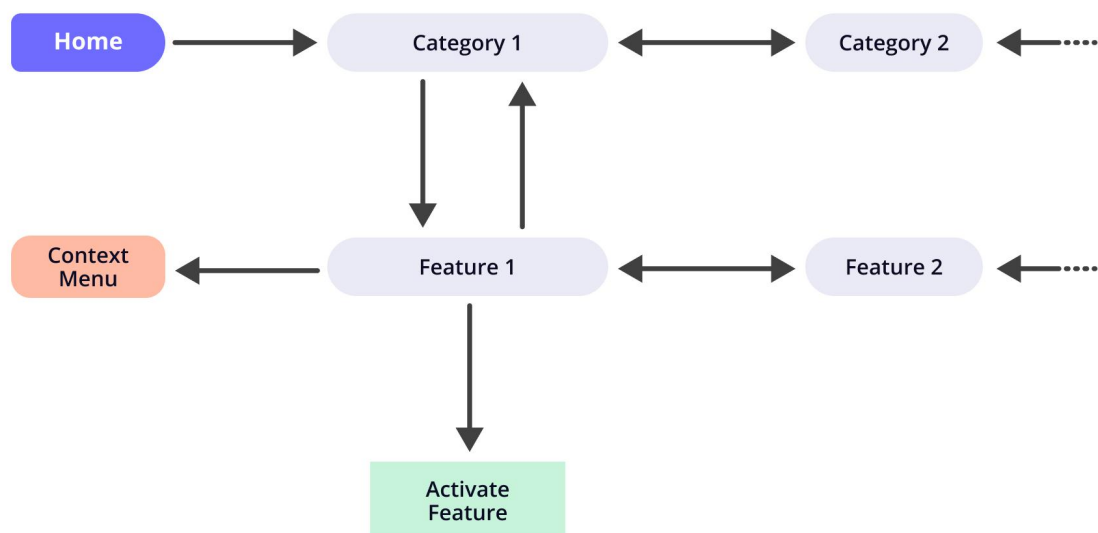 Home
Category 1
Category 2
Context
Menu
Feature 1
Feature 2
Activate
Feature